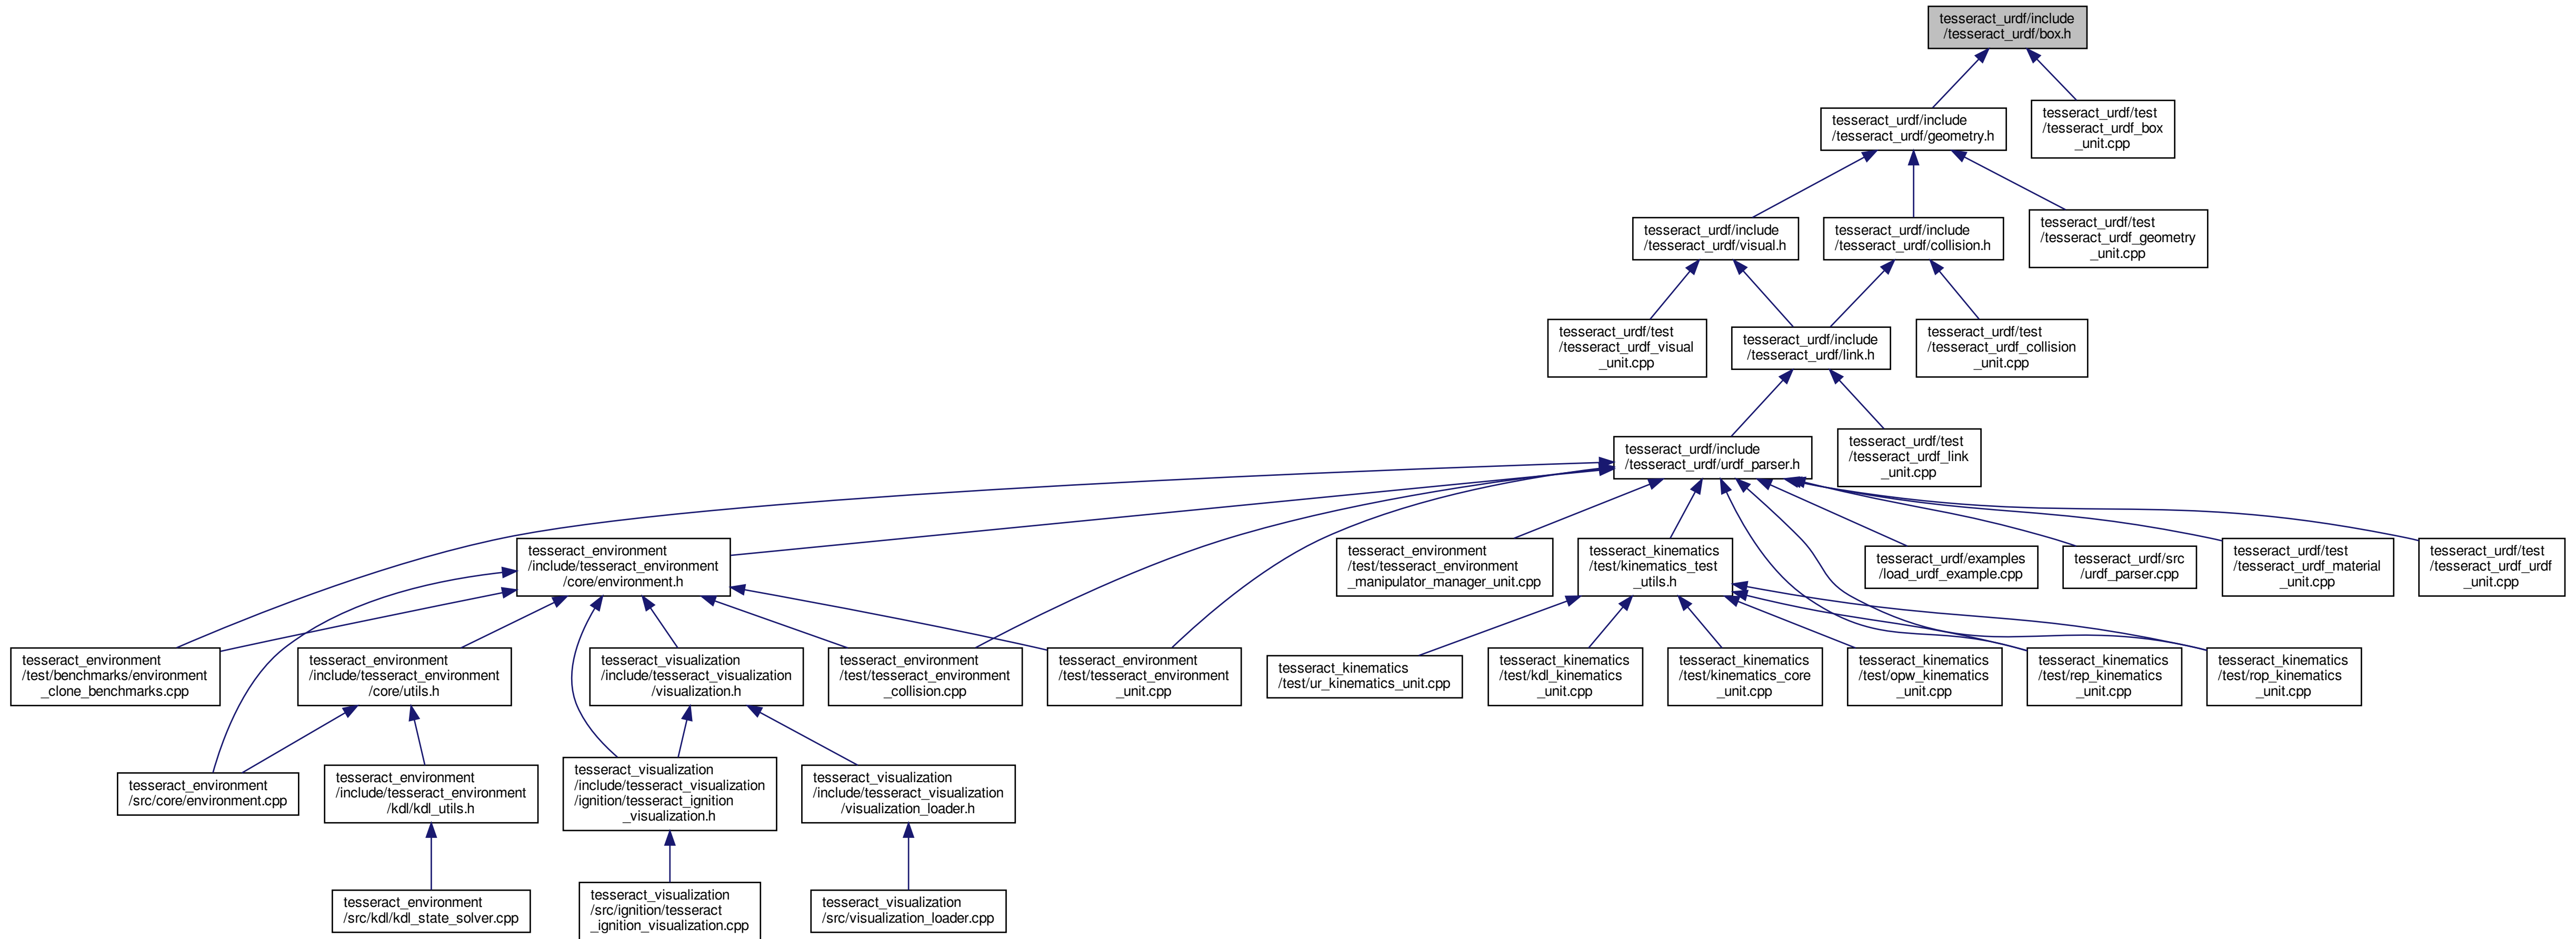 tesseract_urdf/include
/tesseract_urdf/box.h
tesseract_urdf/include
/tesseract_urdf/geometry.h
tesseract_urdf/test
/tesseract_urdf_box
_unit.cpp
tesseract_urdf/include
/tesseract_urdf/visual.h
tesseract_urdf/include
/tesseract_urdf/collision.h
tesseract_urdf/test
/tesseract_urdf_geometry
_unit.cpp
tesseract_urdf/test
/tesseract_urdf_visual
_unit.cpp
tesseract_urdf/include
/tesseract_urdf/link.h
tesseract_urdf/test
/tesseract_urdf_collision
_unit.cpp
tesseract_urdf/include
/tesseract_urdf/urdf_parser.h
tesseract_urdf/test
/tesseract_urdf_link
_unit.cpp
tesseract_environment
/include/tesseract_environment
/core/environment.h
tesseract_environment
/test/tesseract_environment
_manipulator_manager_unit.cpp
tesseract_kinematics
/test/kinematics_test
_utils.h
tesseract_urdf/examples
/load_urdf_example.cpp
tesseract_urdf/src
/urdf_parser.cpp
tesseract_urdf/test
/tesseract_urdf_material
_unit.cpp
tesseract_urdf/test
/tesseract_urdf_urdf
_unit.cpp
tesseract_environment
/test/benchmarks/environment
_clone_benchmarks.cpp
tesseract_environment
/include/tesseract_environment
/core/utils.h
tesseract_visualization
/include/tesseract_visualization
/visualization.h
tesseract_environment
/test/tesseract_environment
_collision.cpp
tesseract_environment
/test/tesseract_environment
_unit.cpp
tesseract_kinematics
/test/ur_kinematics_unit.cpp
tesseract_kinematics
/test/kdl_kinematics
_unit.cpp
tesseract_kinematics
/test/kinematics_core
_unit.cpp
tesseract_kinematics
/test/opw_kinematics
_unit.cpp
tesseract_kinematics
/test/rep_kinematics
_unit.cpp
tesseract_kinematics
/test/rop_kinematics
_unit.cpp
tesseract_environment
/src/core/environment.cpp
tesseract_environment
/include/tesseract_environment
/kdl/kdl_utils.h
tesseract_visualization
/include/tesseract_visualization
/ignition/tesseract_ignition
_visualization.h
tesseract_visualization
/include/tesseract_visualization
/visualization_loader.h
tesseract_environment
/src/kdl/kdl_state_solver.cpp
tesseract_visualization
/src/ignition/tesseract
_ignition_visualization.cpp
tesseract_visualization
/src/visualization_loader.cpp